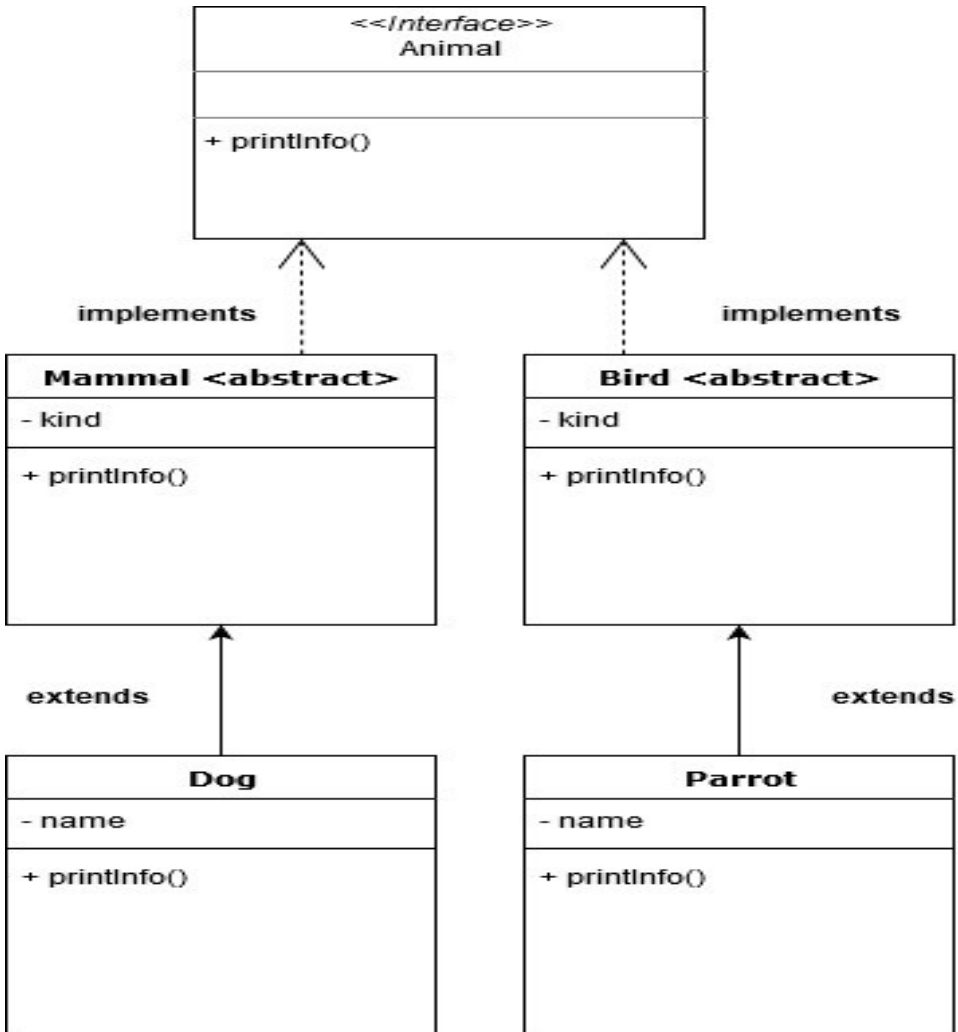 <<Interface>>
Animal
+ printInfo()
implements
implements
Mammal <abstract>
- kind
+ printInfo()
Bird <abstract>
- kind
+ printInfo()
extends
extends
Dog
- name
+ printInfo()
Parrot
- name
+ printInfo()